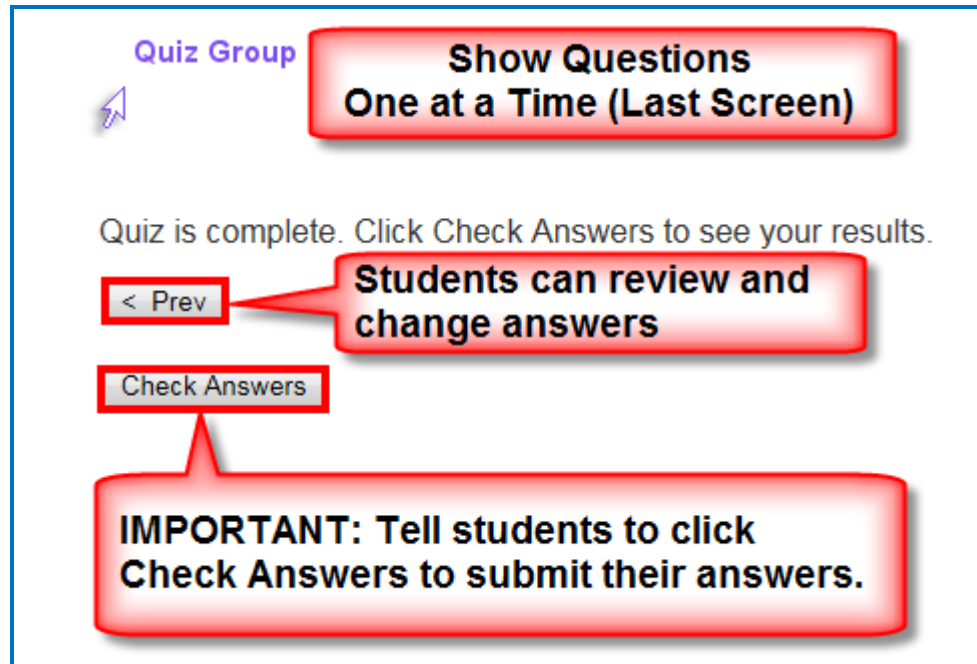 Quiz Group
Show Questions
One at a Time (Last Screen)
Quiz is complete. Click Check Answers to see your results.
< Prev
Students can review and
change answers
Check Answers
IMPORTANT: Tell students to click
Check Answers to submit their answers.